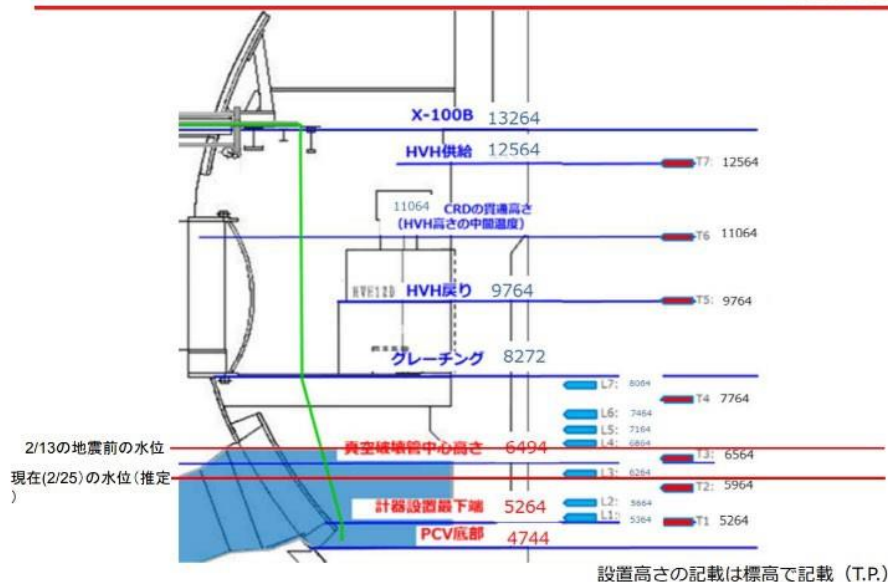 X-100B 13264
HVH供給 12564
T7: 12564
11064 CRDの貫通高さ
(HVH高さの中間温度)
T6 11064
HVH12D
HVH戻り 9764
T5: 9764
グレーチング 8272
L7: 8064
T4 7764
L6: 7464
L5: 7164
L4: 6864
2/13の地震前の水位
真空破壊管中心高さ 6494
T3: 6564
現在(2/25)の水位(推定
)
L3: 6264
T2: 5964
計器設置最下端 5264
L2: 5664
L1: 5364
T1 5264
PCV底部 4744
設置高さの記載は標高で記載 (T.P.)